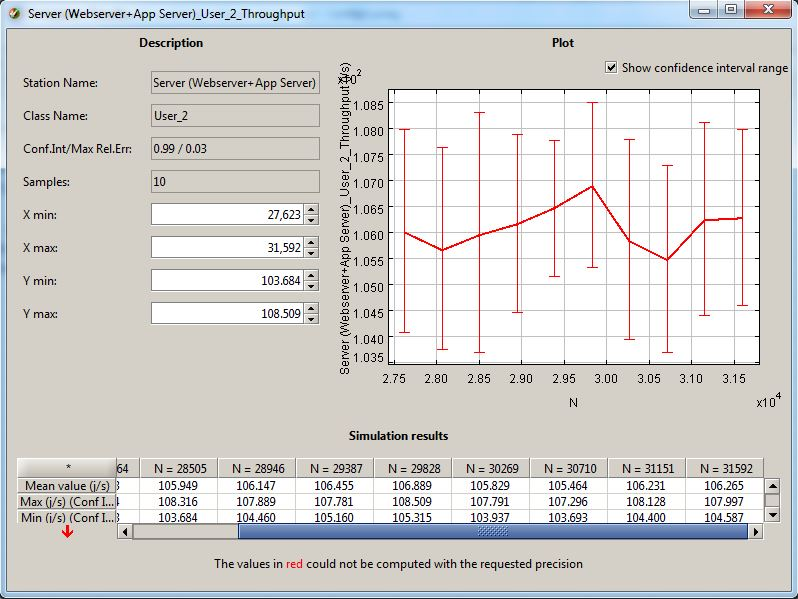 Server (Webserver+App Server)_User_2_Throughput
Description
Plot
Show confidence interval range
Station Name: Server (Webserver+App Server)
Class Name: User_2
Conf.Int/Max Rel.Err: 0.99 / 0.03
Samples: 10
X min: 27,623
X max: 31,592
Y min: 103.684
Y max: 108.509
Server (Webserver+App Server)_User_2_Throughput (j/s)
x10^2
1.085
1.080
1.075
1.070
1.065
1.060
1.055
1.050
1.045
1.040
1.035
2.75 2.80 2.85 2.90 2.95 3.00 3.05 3.10 3.15
N
x10^4
Simulation results
* 64 N = 28505 N = 28946 N = 29387 N = 29828 N = 30269 N = 30710 N = 31151 N = 31592
Mean value (j/s) 105.949 106.147 106.455 106.889 105.829 105.464 106.231 106.265
Max (j/s) (Conf I... 108.316 107.889 107.781 108.509 107.791 107.296 108.128 107.997
Min (j/s) (Conf I... 103.684 104.460 105.160 105.315 103.937 103.693 104.400 104.587
The values in red could not be computed with the requested precision